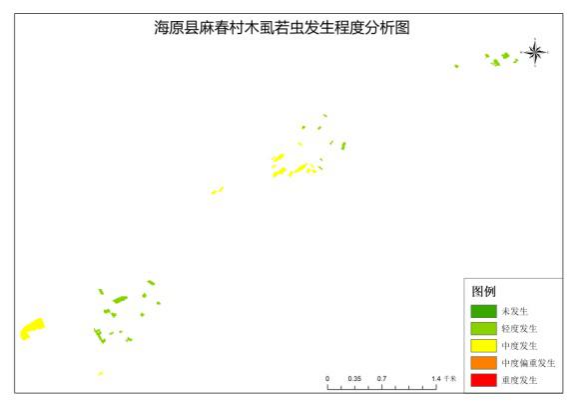 海原县麻春村木虱若虫发生程度分析图
图例
未发生
轻度发生
中度发生
中度偏重发生
重度发生
0 0.35 0.7 1.4 千米